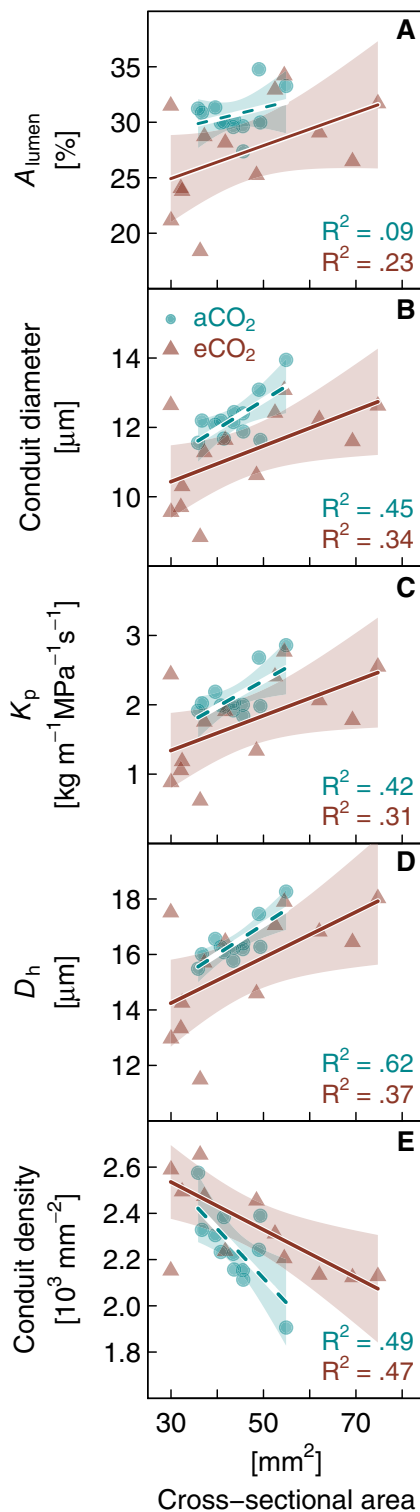 A
35
30
25
20
A lumen
[%]
R² = .09
R² = .23
B
aCO₂
eCO₂
14
12
10
Conduit diameter
[µm]
R² = .45
R² = .34
C
3
2
1
Kp
[kg m⁻¹MPa⁻¹s⁻¹]
R² = .42
R² = .31
D
18
16
14
12
Dh
[µm]
R² = .62
R² = .37
E
2.6
2.4
2.2
2.0
1.8
Conduit density
[10³ mm⁻²]
R² = .49
R² = .47
30 50 70
[mm²]
Cross−sectional area